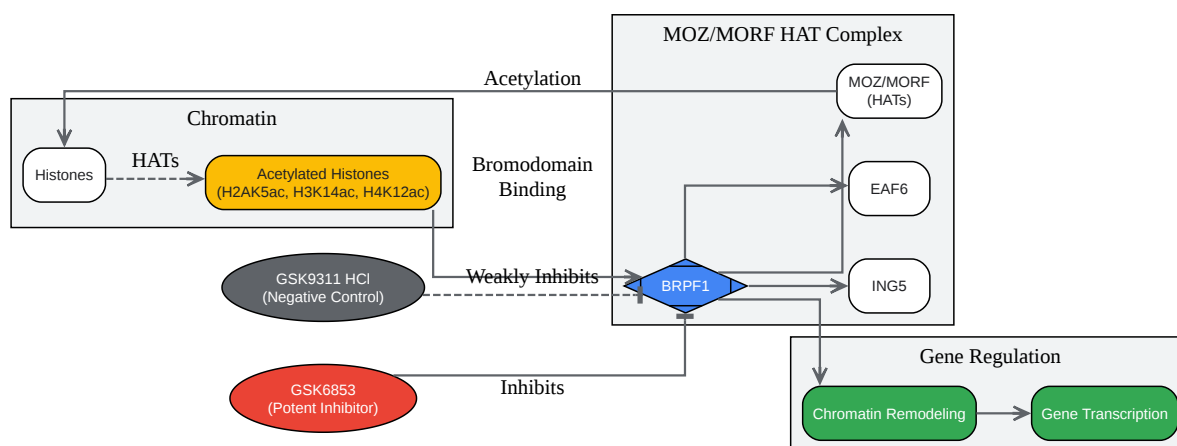 MOZ/MORF HAT Complex
Acetylation
MOZ/MORF
(HATs)
Chromatin
HATs
Histones
Acetylated Histones
(H2AK5ac, H3K14ac, H4K12ac)
Bromodomain
Binding
EAF6
GSK9311 HCl
(Negative Control)
Weakly Inhibits
BRPF1
ING5
Gene Regulation
GSK6853
(Potent Inhibitor)
Inhibits
Chromatin Remodeling
Gene Transcription